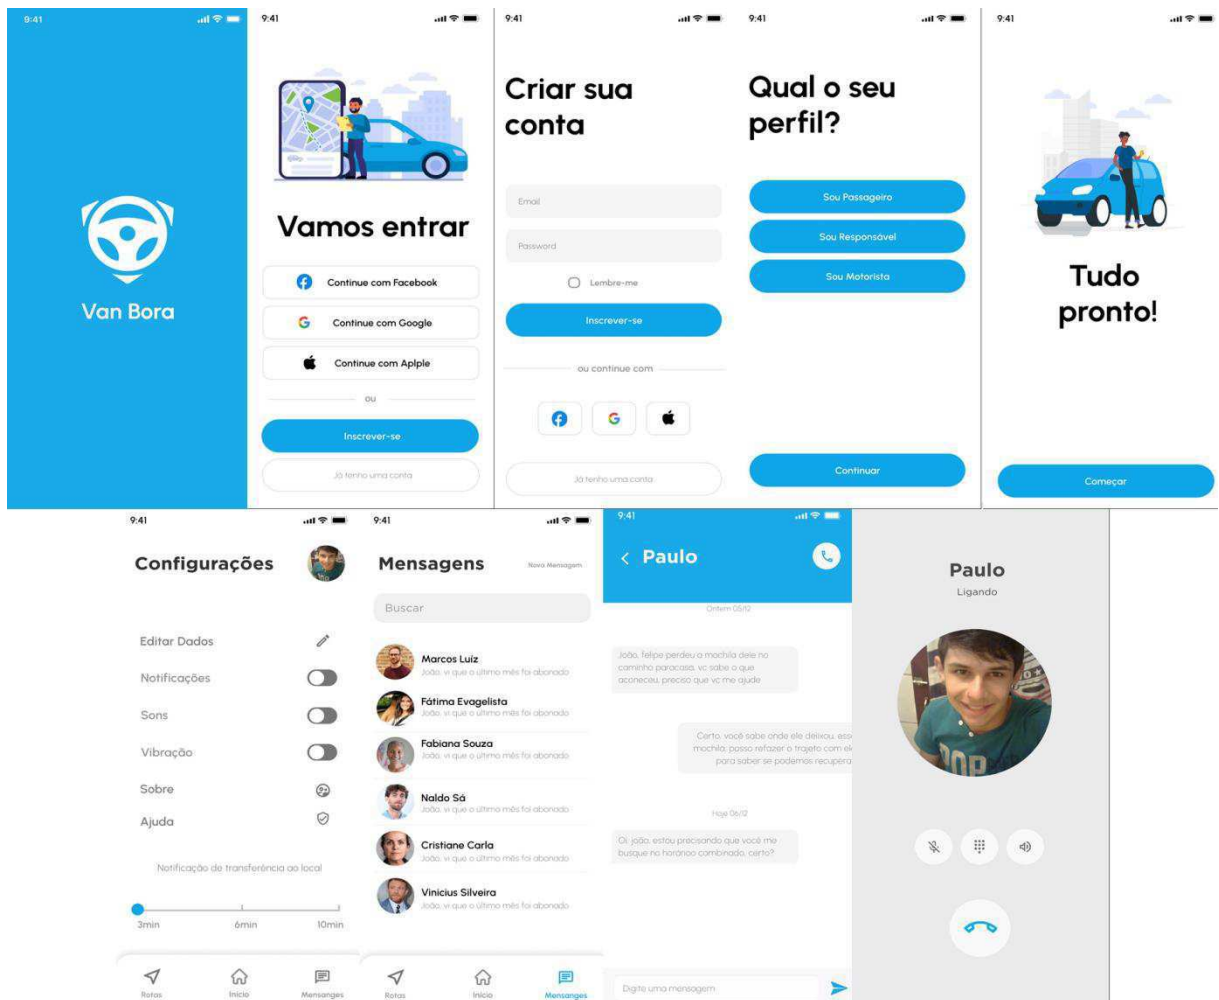 9:41
Van Bora
9:41
Vamos entrar
Continue com Facebook
Continue com Google
Continue com Aplple
ou
Inscrever-se
Já tenho uma conta
9:41
Criar sua
conta
Email
Password
Lembre-me
Inscrever-se
ou continue com
Já tenho uma conta
9:41
Qual o seu
perfil?
Sou Passageiro
Sou Responsável
Sou Motorista
Continuar
9:41
Tudo
pronto!
Começar
9:41
Configurações
Editar Dados
Notificações
Sons
Vibração
Sobre
Ajuda
Notificação de transferência ao local
3min 6min 10min
Rotas Inicio Mensanges
9:41
Mensagens
Nova Mensagem
Buscar
Marcos Luiz
João, vi que o último mês foi abonado
Fátima Evagelista
João, vi que o último mês foi abonado
Fabiana Souza
João, vi que o último mês foi abonado
Naldo Sá
João, vi que o último mês foi abonado
Cristiane Carla
João, vi que o último mês foi abonado
Vinicius Silveira
João, vi que o último mês foi abonado
Rotas Inicio Mensanges
9:41
Paulo
Ontem 05/12
João, felipe perdeu a mochila dele no
caminho paracasa, vc sabe o que
aconeceu, preciso que vc me ajude
Certo, você sabe onde ele deixou, ess
mochila, posso refazer o trajeto com el
para saber se podemos recupera
Hoje 06/12
Oi, joão, estou precisando que você me
busque no horárioo combinado, certo?
Digite uma mensagem
Paulo
Ligando
POP